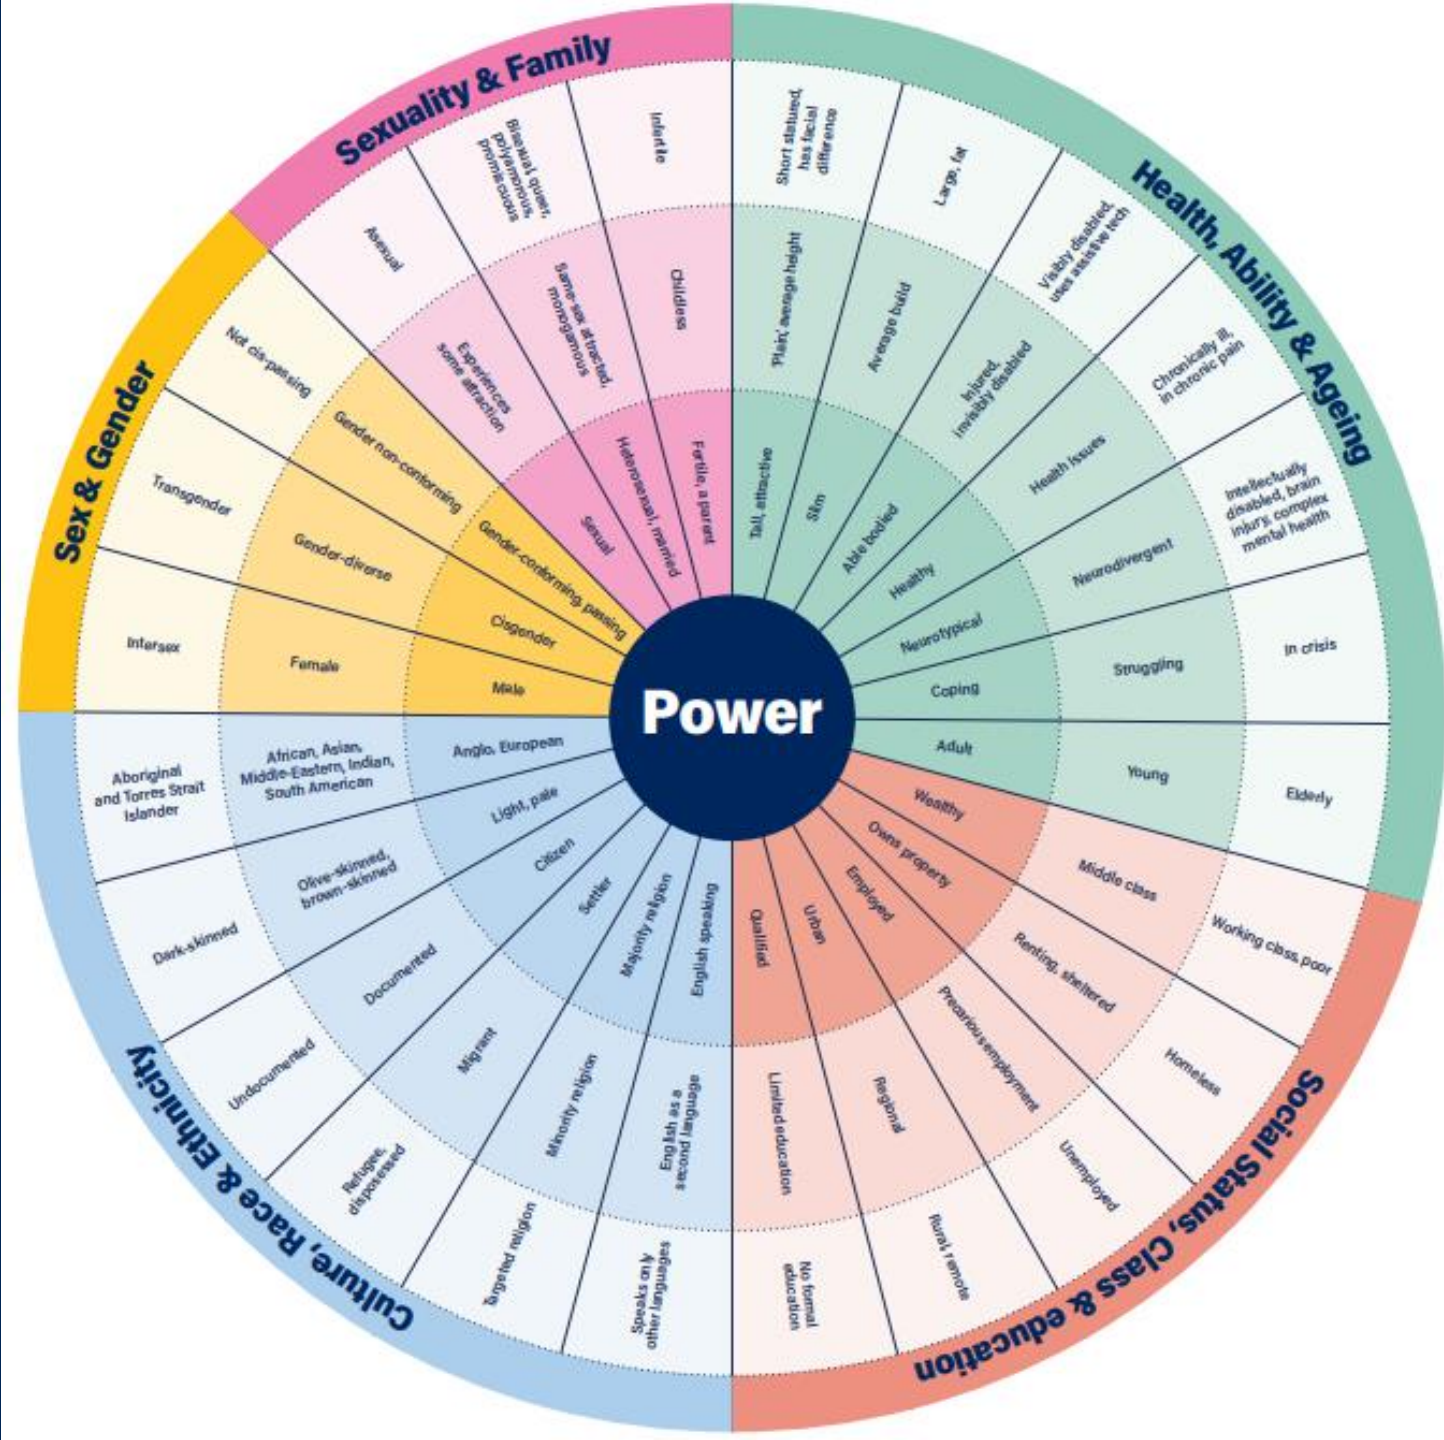 Power
Sexuality & Family
Infertile
Childless
Fertile, a parent
Bisexual, queer,
polyamorous,
promiscuous
Same-sex attracted,
monogamous
Heterosexual, married
Asexual
Experiences
some attraction
Sexual
Health, Ability & Ageing
Short statured,
has facial
difference
'Plain', average height
Tall, attractive
Large, fat
Average build
Slim
Visibly disabled,
uses assistive tech
Injured,
invisibly disabled
Able bodied
Chronically ill,
in chronic pain
Health issues
Healthy
Intellectually
disabled, brain
injury, complex
mental health
Neurodivergent
Neurotypical
In crisis
Struggling
Coping
Elderly
Young
Adult
Social Status, Class & education
Working class, poor
Middle class
Wealthy
Homeless
Renting, sheltered
Owns property
Unemployed
Precarious employment
Employed
Rural, remote
Regional
Urban
No formal
education
Limited education
Qualified
Culture, Race & Ethnicity
Speaks only
other languages
English as a
second language
English speaking
Targeted religion
Minority religion
Majority religion
Refugee,
disposessed
Migrant
Settler
Undocumented
Documented
Citizen
Dark-skinned
Olive-skinned,
brown-skinned
Light, pale
Aboriginal
and Torres Strait
Islander
African, Asian,
Middle-Eastern, Indian,
South American
Anglo, European
Sex & Gender
Intersex
Female
Male
Transgender
Gender-diverse
Cisgender
Not cis-passing
Gender non-conforming
Gender-conforming, passing